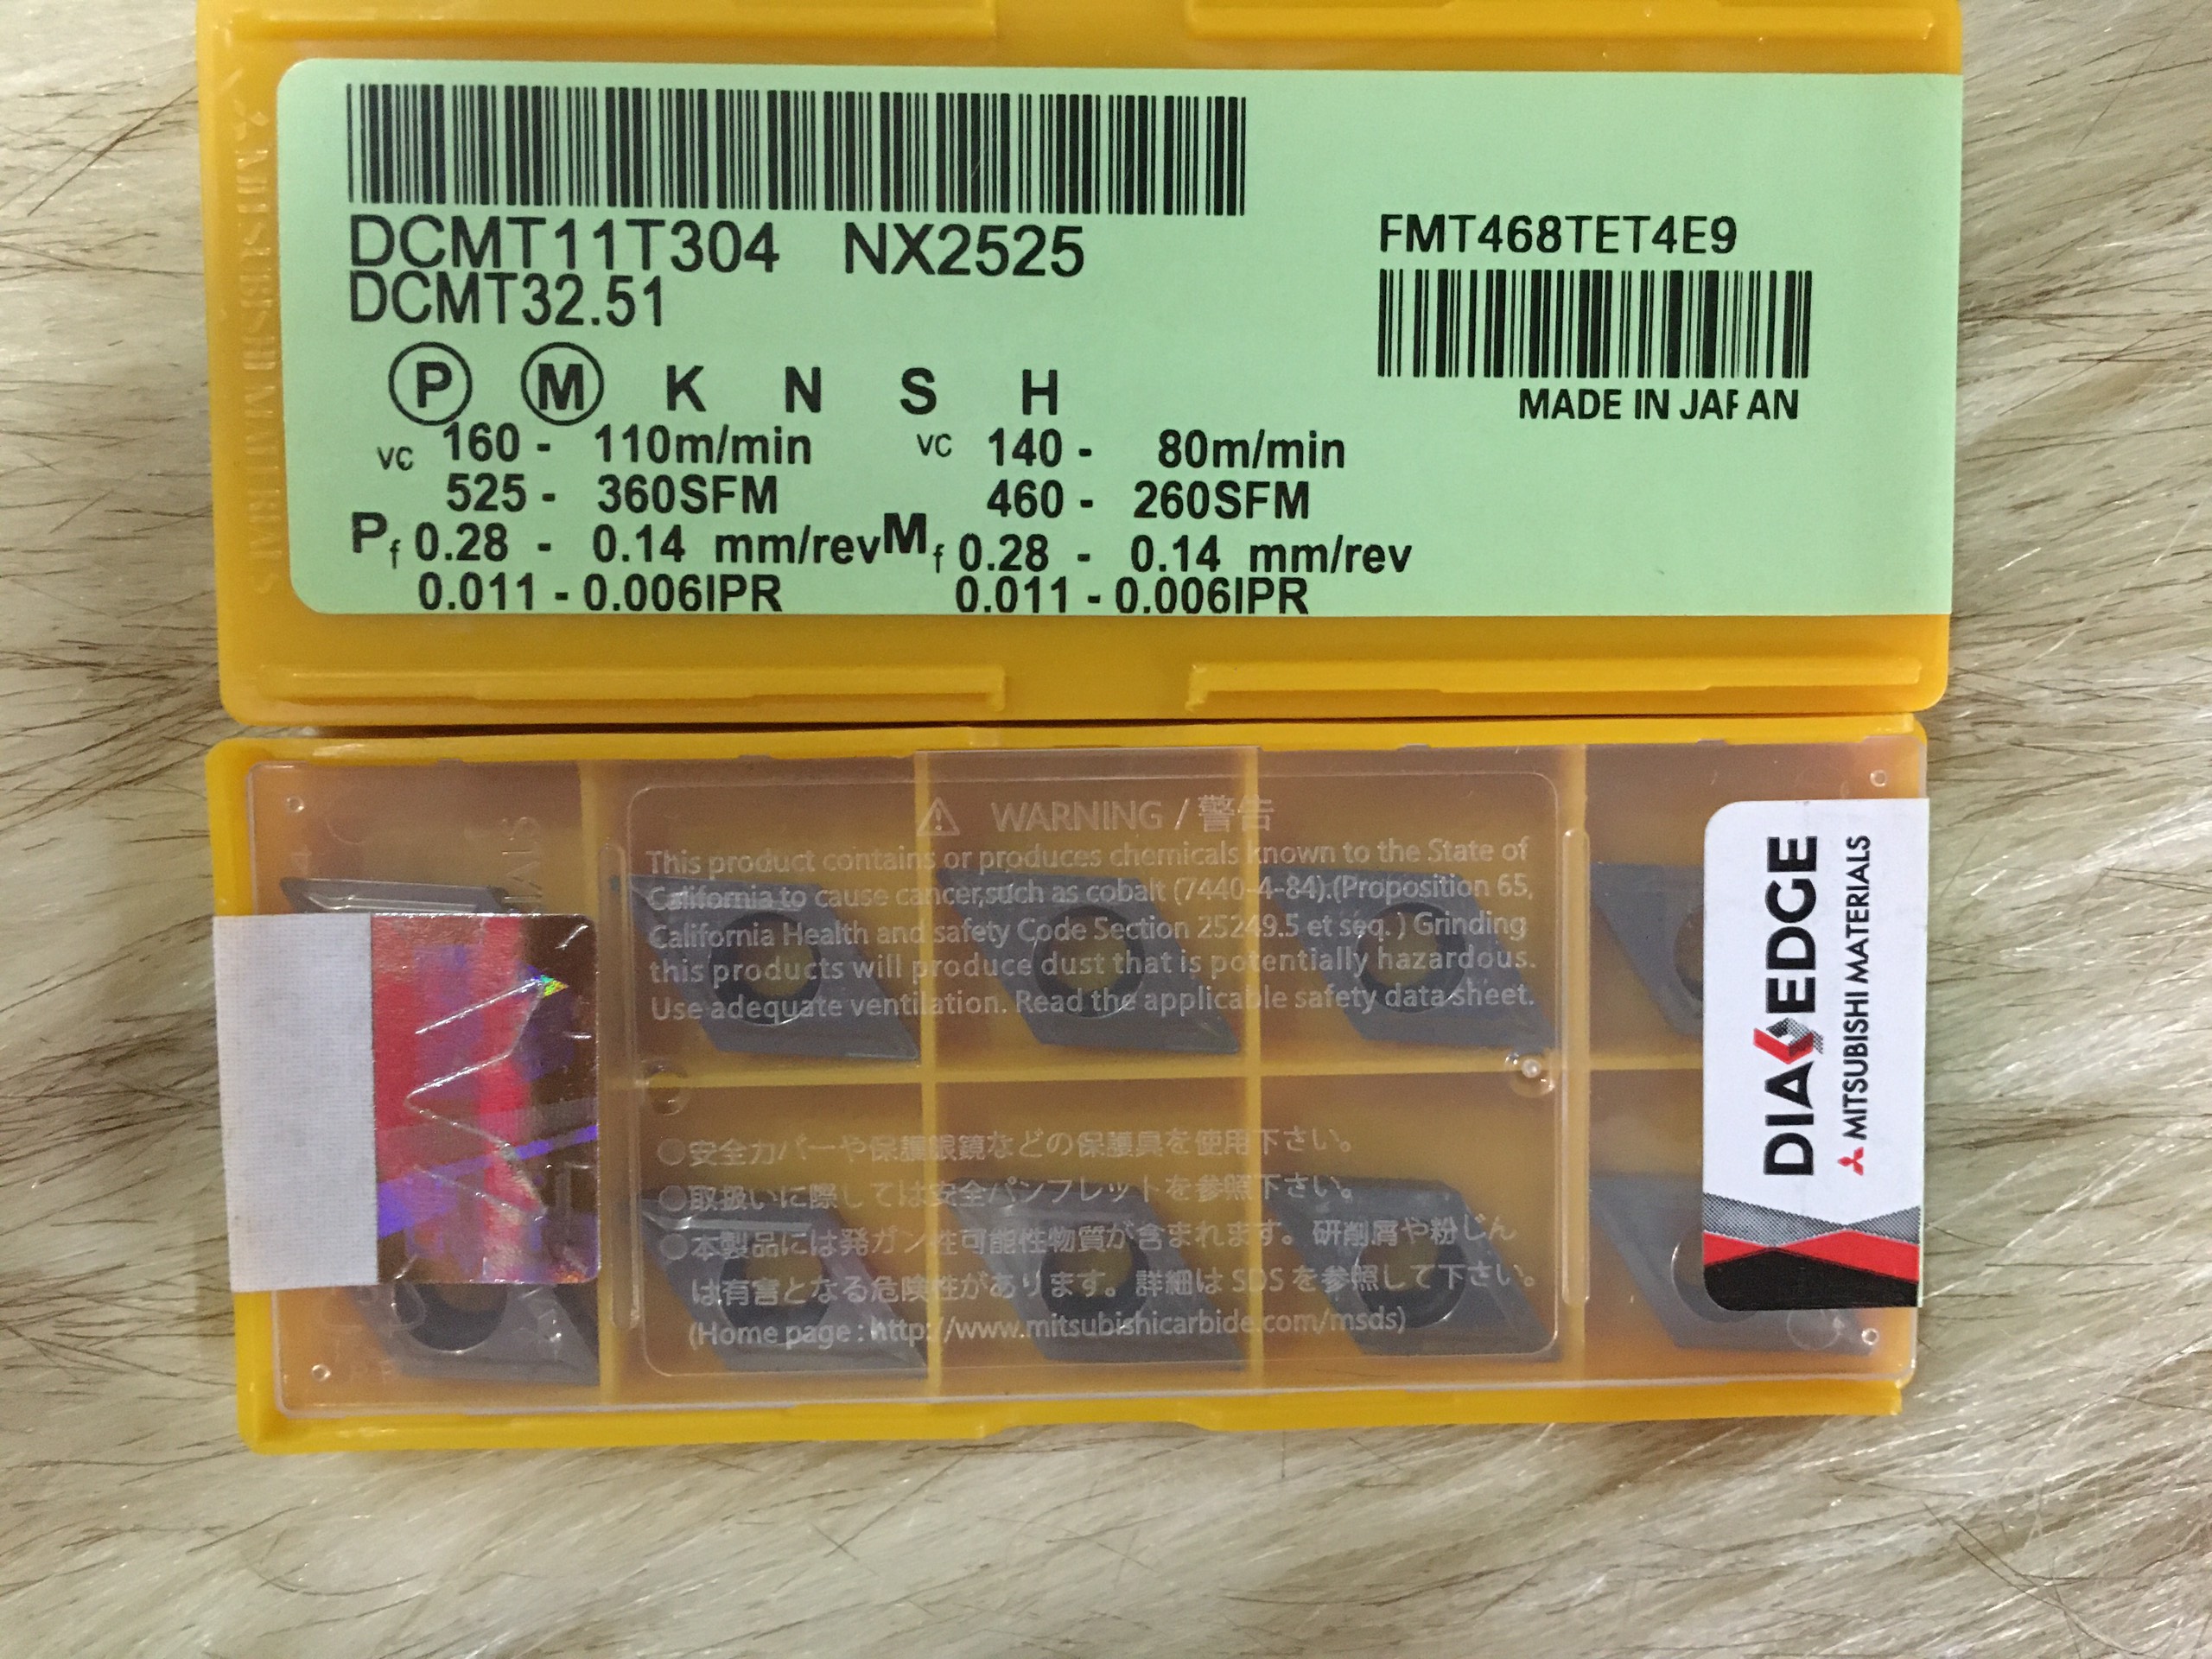 DCMT11T304 NX2525
DCMT32.51
P M K N S H
vc 160 - 110m/min vc 140 - 80m/min
525 - 360SFM 460 - 260SFM
P f 0.28 - 0.14 mm/rev M f 0.28 - 0.14 mm/rev
0.011 - 0.006IPR 0.011 - 0.006IPR
FMT468TET4E9
MADE IN JAPAN
MITSUBISHI MATERIALS
WARNING / 警告
This product contains or produces chemicals known to the State of
California to cause cancer,such as cobalt (7440-4-84).(Proposition 65,
California Health and safety Code Section 25249.5 et seq. ) Grinding
this products will produce dust that is potentially hazardous.
Use adequate ventilation. Read the applicable safety data sheet.
●安全カバーや保護眼鏡などの保護具を使用下さい。
●取扱いに際しては安全パンフレットを参照下さい。
●本製品には発ガン性可能性物質が含まれます。研削屑や粉じん
は有害となる危険性があります。詳細は SDS を参照して下さい。
(Home page : http://www.mitsubishicarbide.com/msds)
DIAEDGE
MITSUBISHI MATERIALS